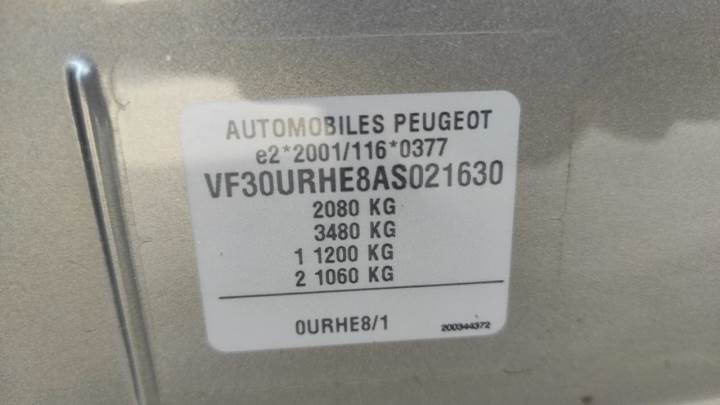 AUTOMOBILES PEUGEOT
e2*2001/116*0377
VF30URHE8AS021630
2080 KG
3480 KG
1 1200 KG
2 1060 KG
0URHE8/1
200344372